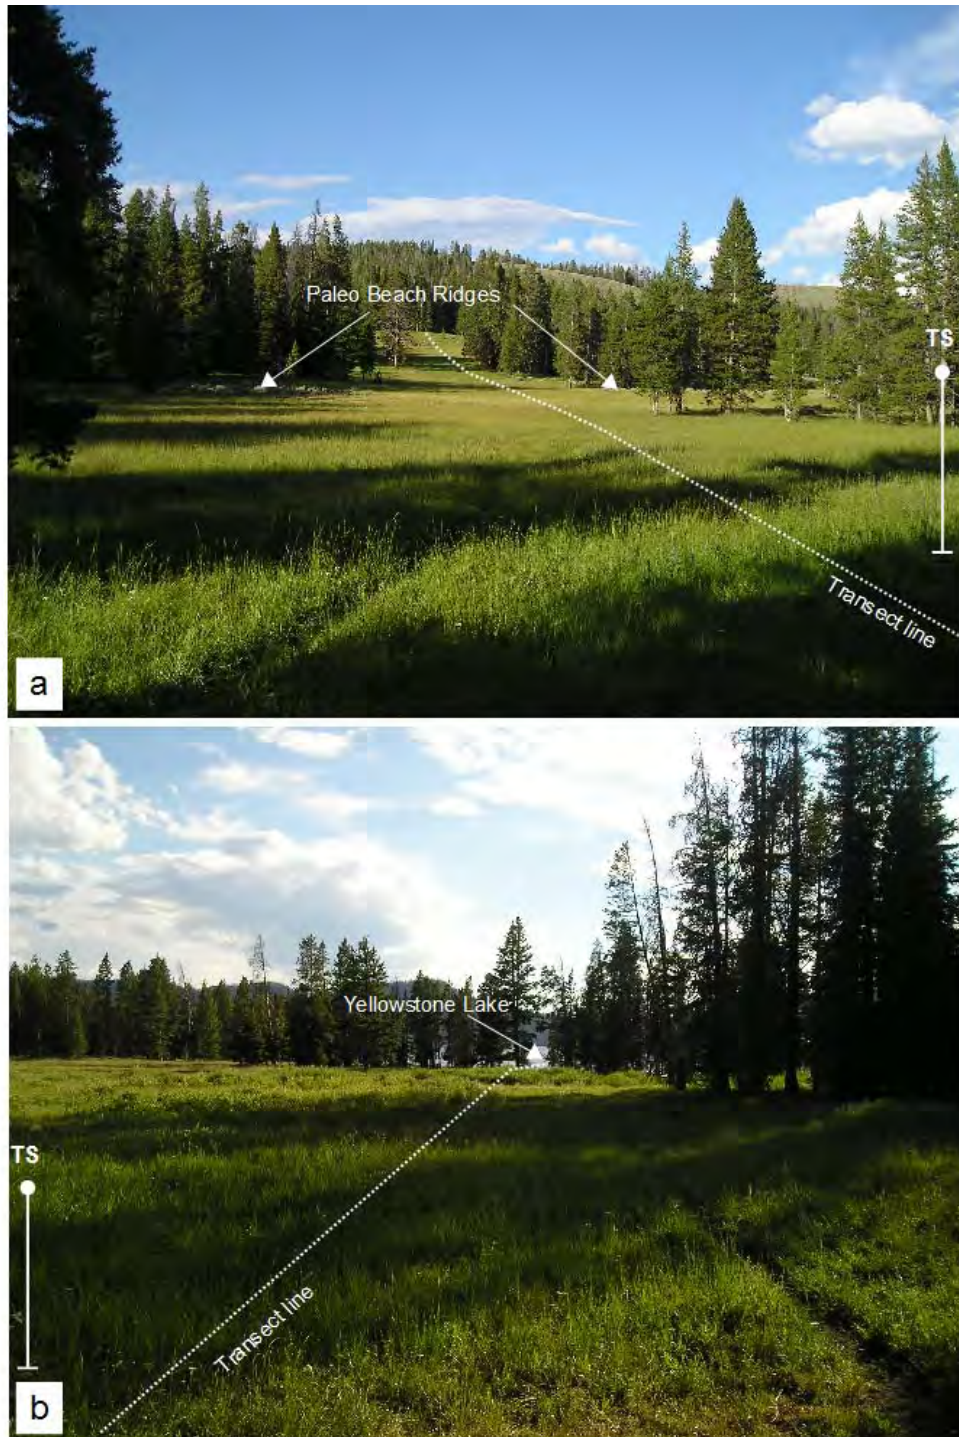 Paleo Beach Ridges
TS
Transect line
a
Yellowstone Lake
TS
Transect line
b